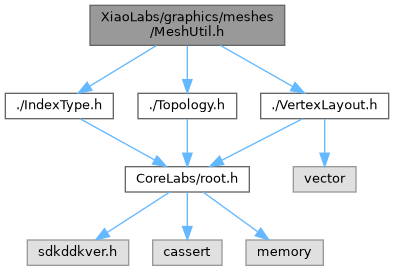 XiaoLabs/graphics/meshes
/MeshUtil.h
./IndexType.h
./Topology.h
./VertexLayout.h
CoreLabs/root.h
vector
sdkddkver.h
cassert
memory